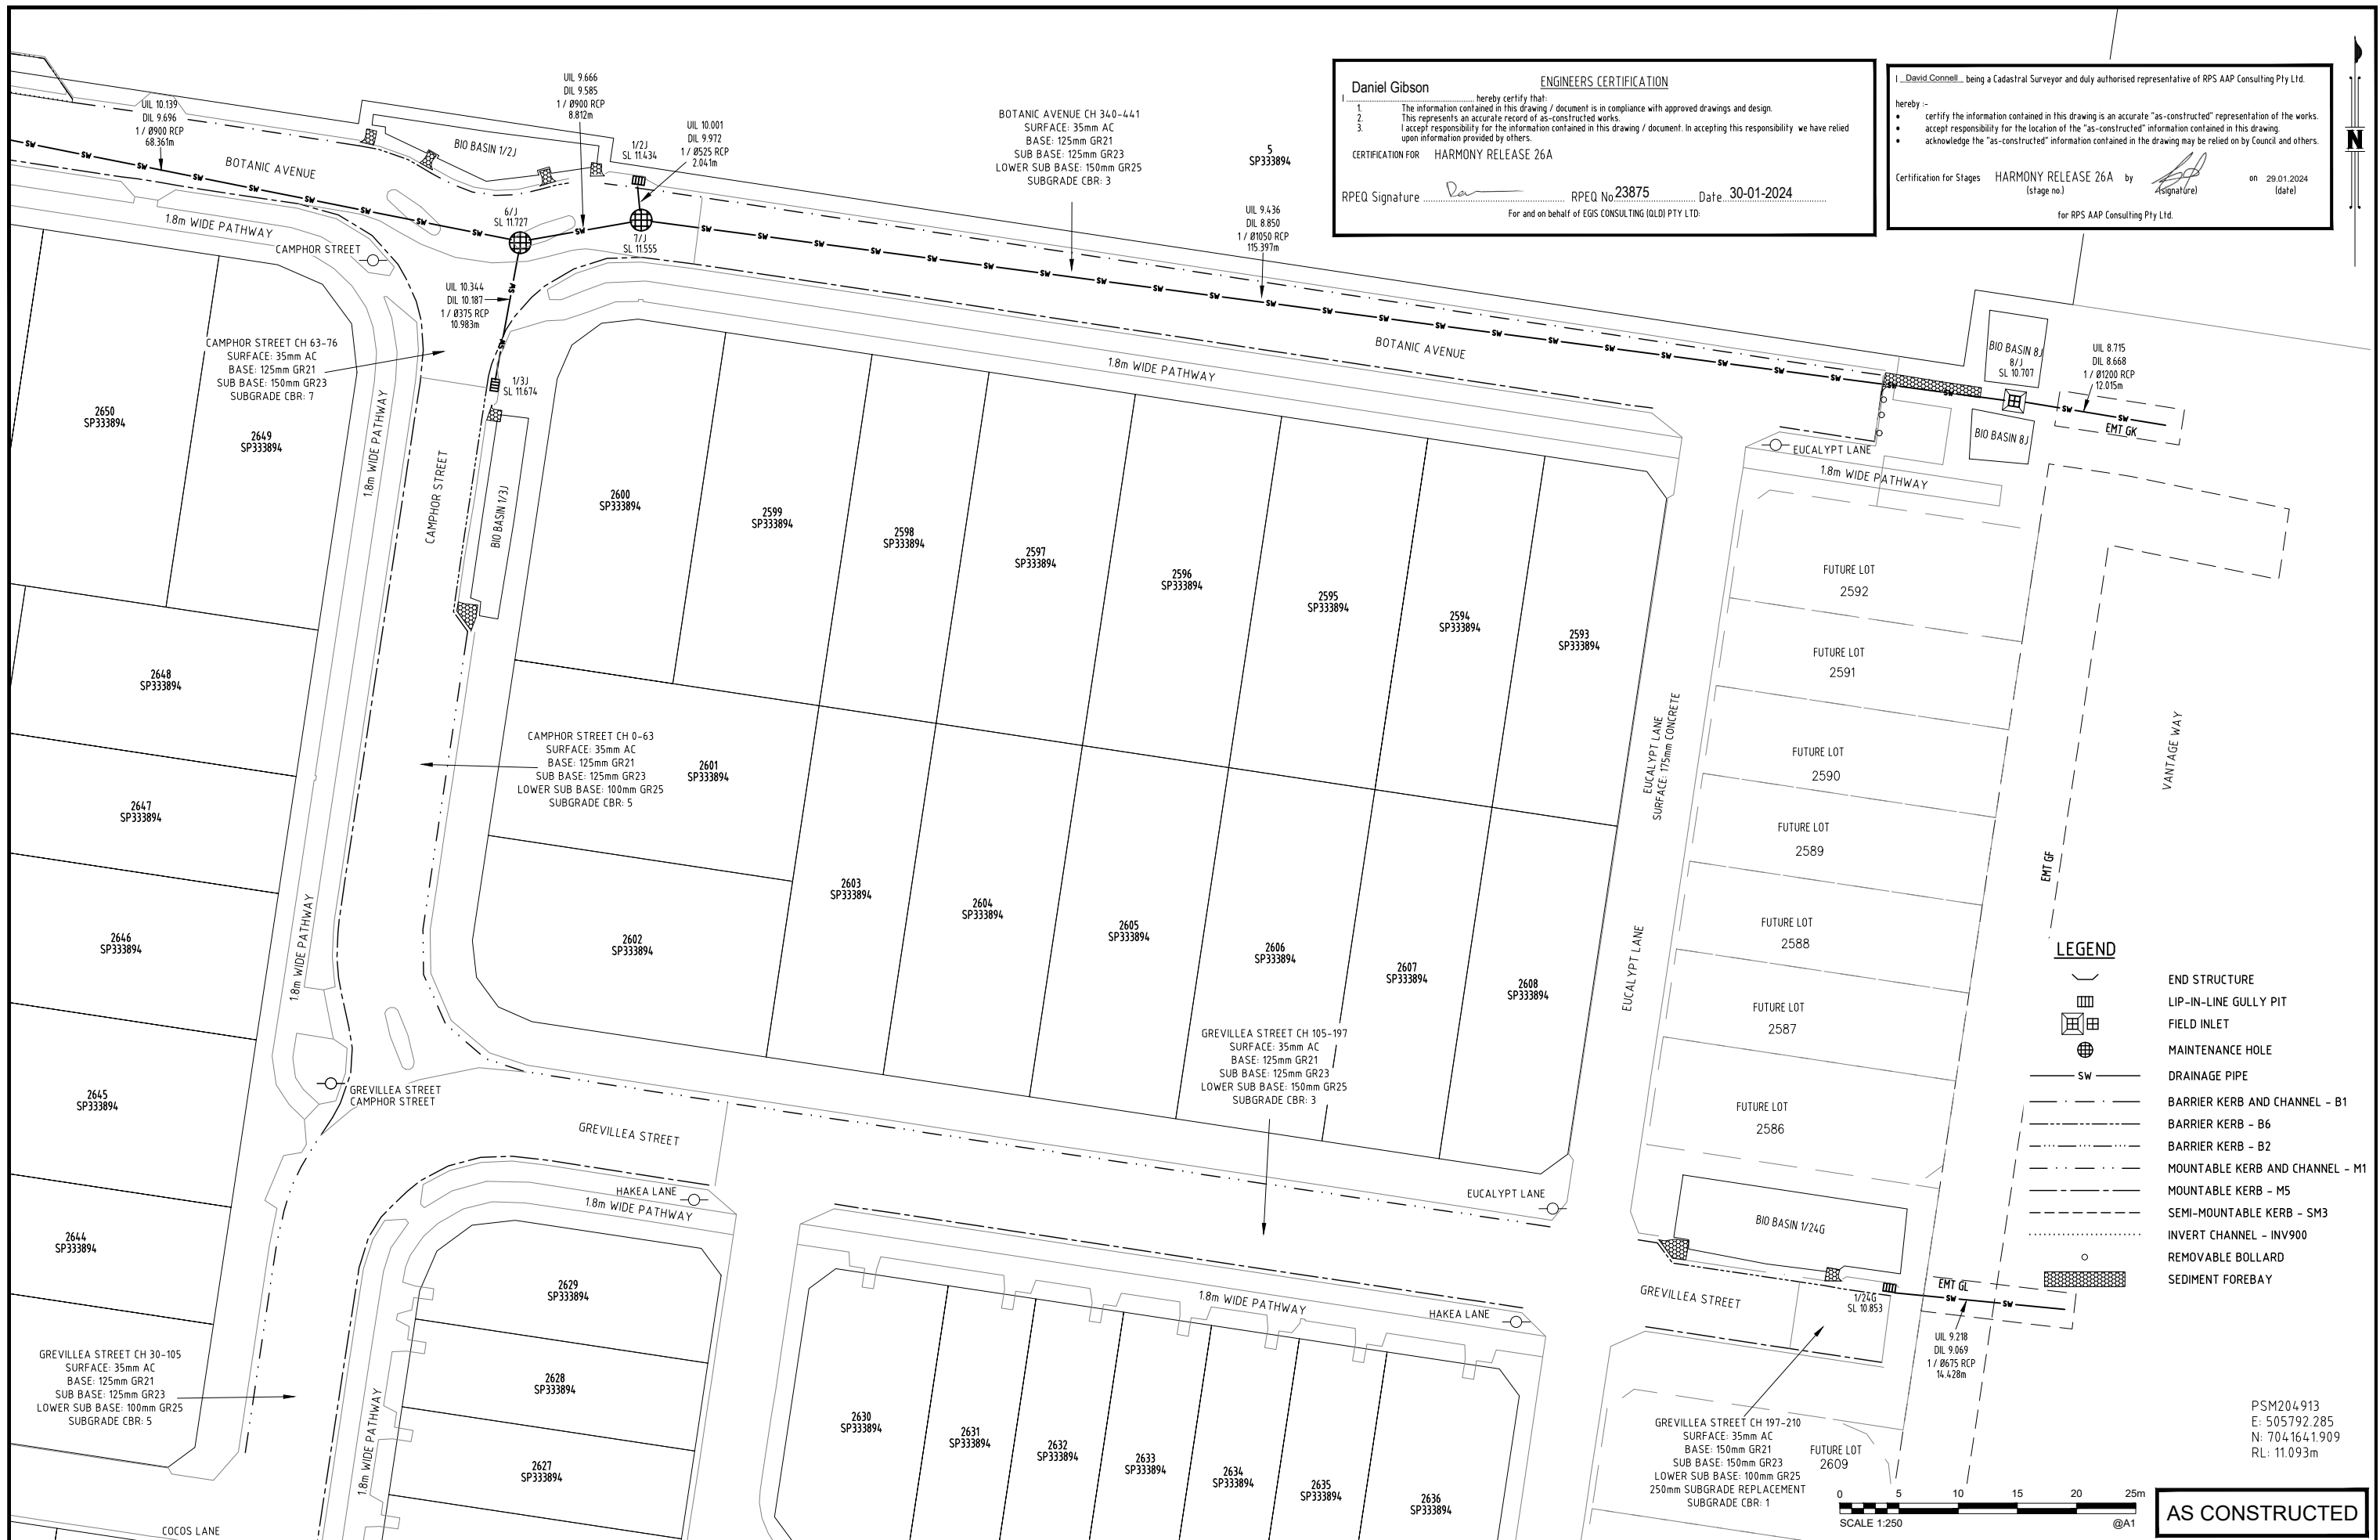 UIL 10.139
DIL 9.696
1 / Ø900 RCP
68.361m
UIL 9.666
DIL 9.585
1 / Ø900 RCP
8.812m
BIO BASIN 1/2J
1/2J
SL 11.434
UIL 10.001
DIL 9.972
1 / Ø525 RCP
2.041m
BOTANIC AVENUE CH 340-441
SURFACE: 35mm AC
BASE: 125mm GR21
SUB BASE: 125mm GR23
LOWER SUB BASE: 150mm GR25
SUBGRADE CBR: 3
5
SP333894
ENGINEERS CERTIFICATION
Daniel Gibson
I hereby certify that:
1. The information contained in this drawing / document is in compliance with approved drawings and design.
2. This represents an accurate record of as-constructed works.
3. I accept responsibility for the information contained in this drawing / document. In accepting this responsibility we have relied
upon information provided by others.
CERTIFICATION FOR HARMONY RELEASE 26A
RPEQ Signature RPEQ No. 23875 Date 30-01-2024
For and on behalf of EGIS CONSULTING (QLD) PTY LTD:
I David Connell being a Cadastral Surveyor and duly authorised representative of RPS AAP Consulting Pty Ltd.
hereby :-
• certify the information contained in this drawing is an accurate "as-constructed" representation of the works.
• accept responsibility for the location of the "as-constructed" information contained in this drawing.
• acknowledge the "as-constructed" information contained in the drawing may be relied on by Council and others.
Certification for Stages HARMONY RELEASE 26A by on 29.01.2024
(stage no.) (signature) (date)
for RPS AAP Consulting Pty Ltd.
N
BOTANIC AVENUE
1.8m WIDE PATHWAY
CAMPHOR STREET
6/J
SL 11.727
7/J
SL 11.555
UIL 9.436
DIL 8.850
1 / Ø1050 RCP
115.397m
UIL 10.344
DIL 10.187
1 / Ø375 RCP
10.983m
CAMPHOR STREET CH 63-76
SURFACE: 35mm AC
BASE: 125mm GR21
SUB BASE: 150mm GR23
SUBGRADE CBR: 7
1/3J
SL 11.674
BOTANIC AVENUE
1.8m WIDE PATHWAY
BIO BASIN 8J
8/J
SL 10.707
UIL 8.715
DIL 8.668
1 / Ø1200 RCP
12.015m
EMT GK
BIO BASIN 8J
EUCALYPT LANE
1.8m WIDE PATHWAY
2650
SP333894
2649
SP333894
1.8m WIDE PATHWAY
CAMPHOR STREET
BIO BASIN 1/3J
2600
SP333894
2599
SP333894
2598
SP333894
2597
SP333894
2596
SP333894
2595
SP333894
2594
SP333894
2593
SP333894
FUTURE LOT
2592
FUTURE LOT
2591
FUTURE LOT
2590
FUTURE LOT
2589
FUTURE LOT
2588
FUTURE LOT
2587
FUTURE LOT
2586
EUCALYPT LANE
SURFACE: 175mm CONCRETE
VANTAGE WAY
EMT GF
EUCALYPT LANE
2648
SP333894
2647
SP333894
2646
SP333894
2645
SP333894
2644
SP333894
CAMPHOR STREET CH 0-63
SURFACE: 35mm AC
BASE: 125mm GR21
SUB BASE: 125mm GR23
LOWER SUB BASE: 100mm GR25
SUBGRADE CBR: 5
2601
SP333894
2602
SP333894
2603
SP333894
2604
SP333894
2605
SP333894
2606
SP333894
2607
SP333894
2608
SP333894
1.8m WIDE PATHWAY
GREVILLEA STREET
CAMPHOR STREET
GREVILLEA STREET CH 105-197
SURFACE: 35mm AC
BASE: 125mm GR21
SUB BASE: 125mm GR23
LOWER SUB BASE: 150mm GR25
SUBGRADE CBR: 3
GREVILLEA STREET
HAKEA LANE
1.8m WIDE PATHWAY
EUCALYPT LANE
BIO BASIN 1/24G
GREVILLEA STREET
1/24G
SL 10.853
EMT GL
UIL 9.218
DIL 9.069
1 / Ø675 RCP
14.428m
1.8m WIDE PATHWAY
HAKEA LANE
2629
SP333894
2628
SP333894
2627
SP333894
1.8m WIDE PATHWAY
COCOS LANE
GREVILLEA STREET CH 30-105
SURFACE: 35mm AC
BASE: 125mm GR21
SUB BASE: 125mm GR23
LOWER SUB BASE: 100mm GR25
SUBGRADE CBR: 5
2630
SP333894
2631
SP333894
2632
SP333894
2633
SP333894
2634
SP333894
2635
SP333894
2636
SP333894
GREVILLEA STREET CH 197-210
SURFACE: 35mm AC
BASE: 150mm GR21
SUB BASE: 150mm GR23
LOWER SUB BASE: 100mm GR25
250mm SUBGRADE REPLACEMENT
SUBGRADE CBR: 1
FUTURE LOT
2609
LEGEND
END STRUCTURE
LIP-IN-LINE GULLY PIT
FIELD INLET
MAINTENANCE HOLE
SW DRAINAGE PIPE
BARRIER KERB AND CHANNEL - B1
BARRIER KERB - B6
BARRIER KERB - B2
MOUNTABLE KERB AND CHANNEL - M1
MOUNTABLE KERB - M5
SEMI-MOUNTABLE KERB - SM3
INVERT CHANNEL - INV900
REMOVABLE BOLLARD
SEDIMENT FOREBAY
PSM204913
E: 505792.285
N: 7041641.909
RL: 11.093m
0 5 10 15 20 25m
SCALE 1:250 @A1
AS CONSTRUCTED